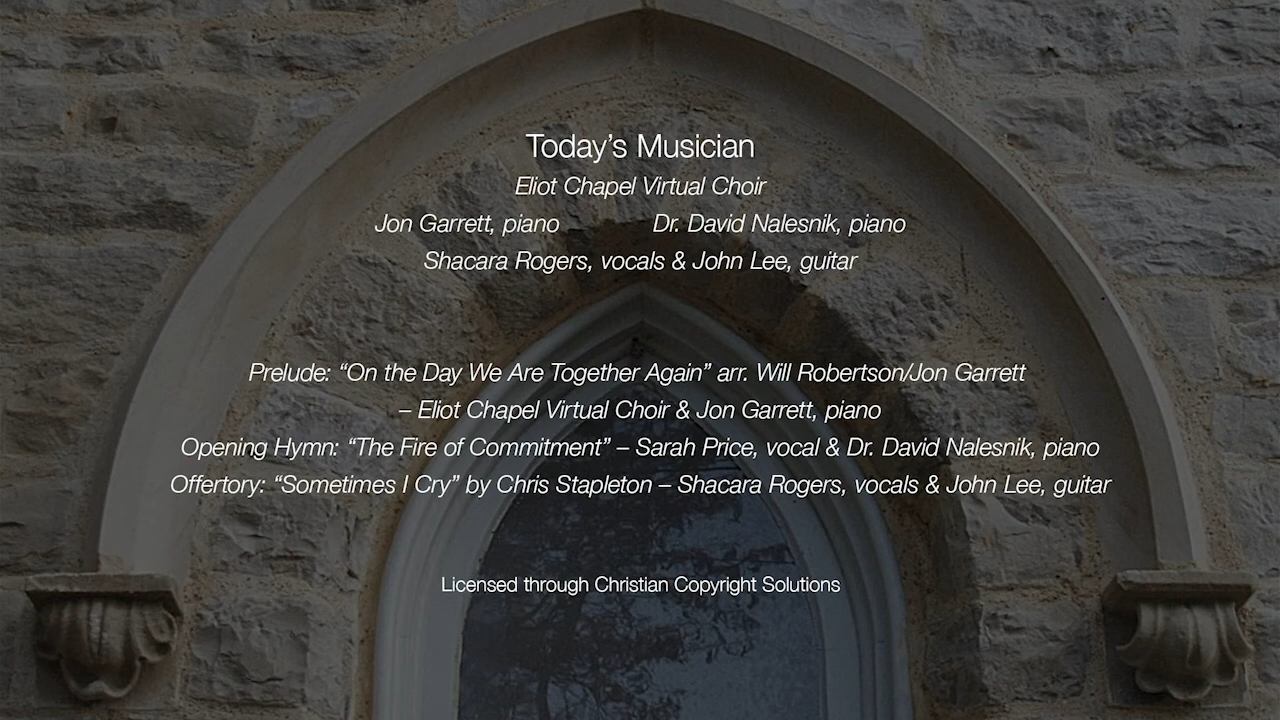 Today’s Musician
Eliot Chapel Virtual Choir
Jon Garrett, piano Dr. David Nalesnik, piano
Shacara Rogers, vocals & John Lee, guitar
Prelude: “On the Day We Are Together Again” arr. Will Robertson/Jon Garrett
– Eliot Chapel Virtual Choir & Jon Garrett, piano
Opening Hymn: “The Fire of Commitment” – Sarah Price, vocal & Dr. David Nalesnik, piano
Offertory: “Sometimes I Cry” by Chris Stapleton – Shacara Rogers, vocals & John Lee, guitar
Licensed through Christian Copyright Solutions